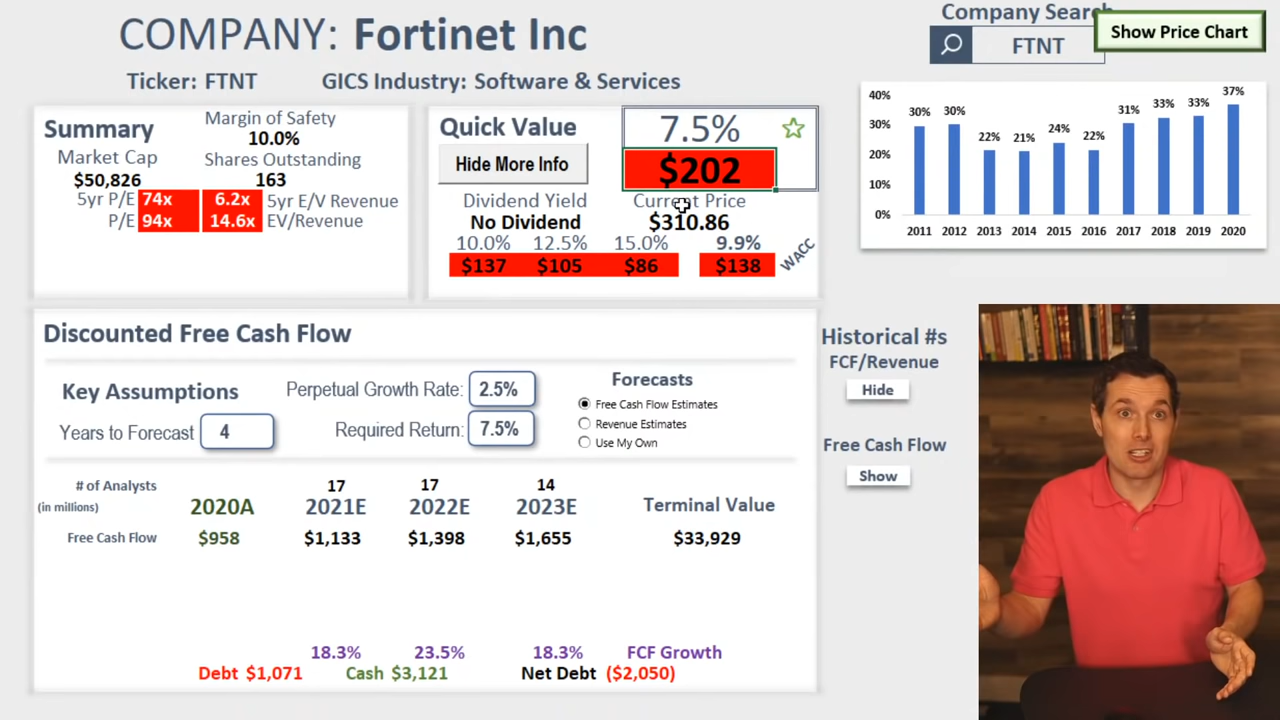 COMPANY: Fortinet Inc
Ticker: FTNT GICS Industry: Software & Services
Company Search
FTNT
Show Price Chart
Summary
Margin of Safety
10.0%
Market Cap
$50,826
Shares Outstanding
163
5yr P/E 74x 6.2x 5yr E/V Revenue
P/E 94x 14.6x EV/Revenue
Quick Value
7.5%
Hide More Info
$202
Dividend Yield
No Dividend
Current Price
$310.86
10.0% 12.5% 15.0% 9.9% WACC
$137 $105 $86 $138
40%
30%
20%
10%
0%
30% 30% 22% 21% 24% 22% 31% 33% 33% 37%
2011 2012 2013 2014 2015 2016 2017 2018 2019 2020
Discounted Free Cash Flow
Key Assumptions
Years to Forecast 4
Perpetual Growth Rate: 2.5%
Required Return: 7.5%
Forecasts
Free Cash Flow Estimates
Revenue Estimates
Use My Own
Historical #s
FCF/Revenue
Hide
Free Cash Flow
Show
# of Analysts 17 17 14
(in millions) 2020A 2021E 2022E 2023E Terminal Value
Free Cash Flow $958 $1,133 $1,398 $1,655 $33,929
18.3% 23.5% 18.3% FCF Growth
Debt $1,071 Cash $3,121 Net Debt ($2,050)